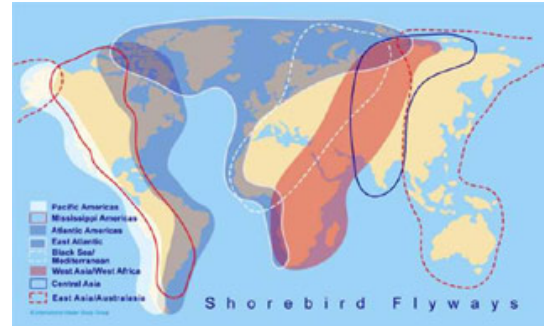 Pacific Americas
Mississippi Americas
Atlantic Americas
East Atlantic
Black Sea/
Mediterranean
West Asia/West Africa
Central Asia
East Asia/Australasia
Shorebird Flyways